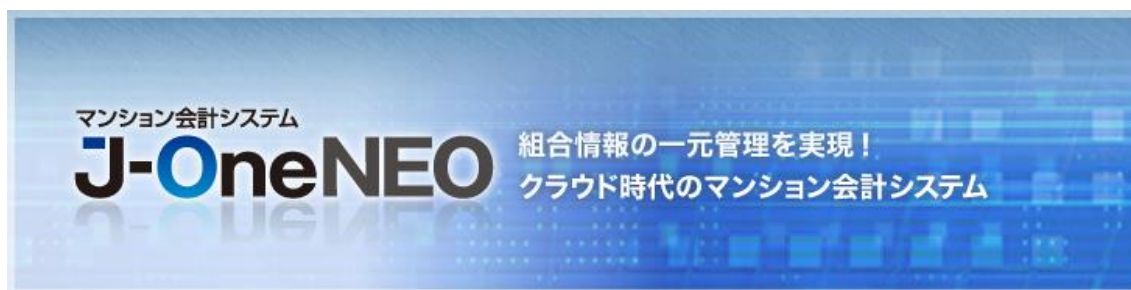 マンション会計システム
J-OneNEO
組合情報の一元管理を実現！
クラウド時代のマンション会計システム